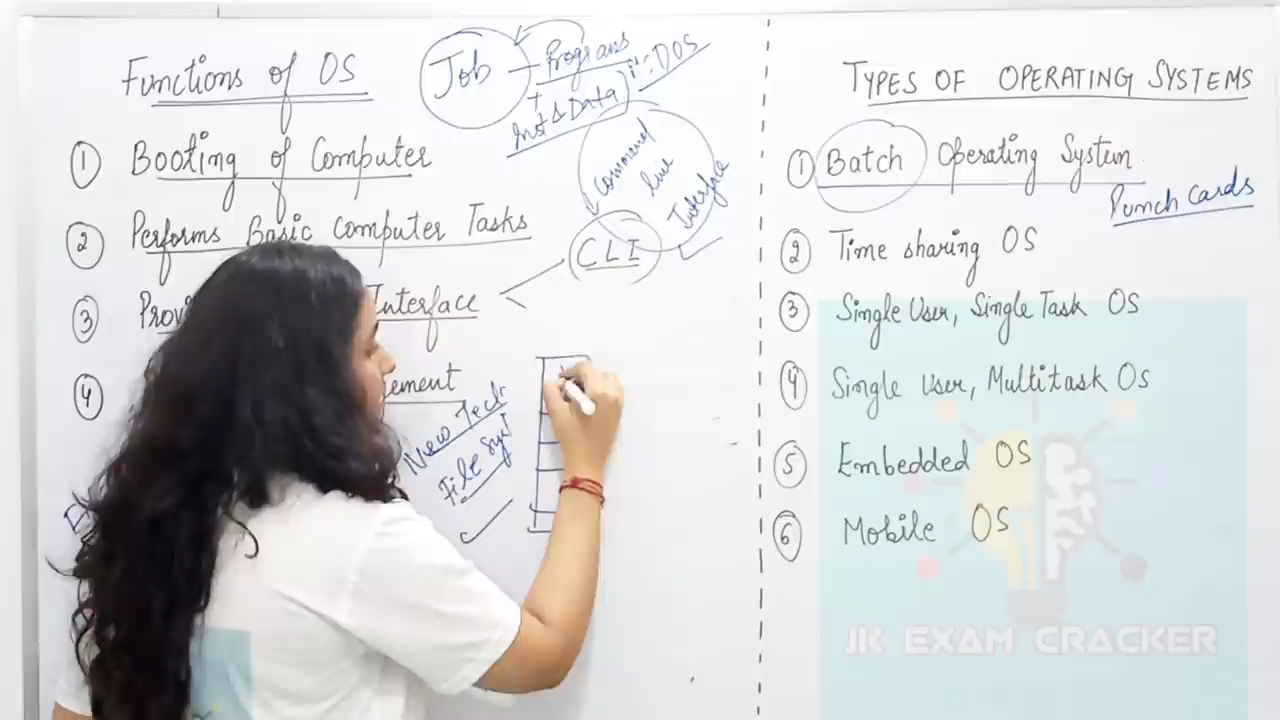 Functions of OS
① Booting of Computer
② Performs Basic Computer Tasks
③ Interface
④
Job
Programs
+
Inst & Data
DOS
Command
line
Interface
CLI
New Tech
File Sys
TYPES OF OPERATING SYSTEMS
① Batch Operating System
Punch Cards
② Time sharing OS
③ Single User, Single Task OS
④ Single User, Multitask OS
⑤ Embedded OS
⑥ Mobile OS
JK EXAM CRACKER